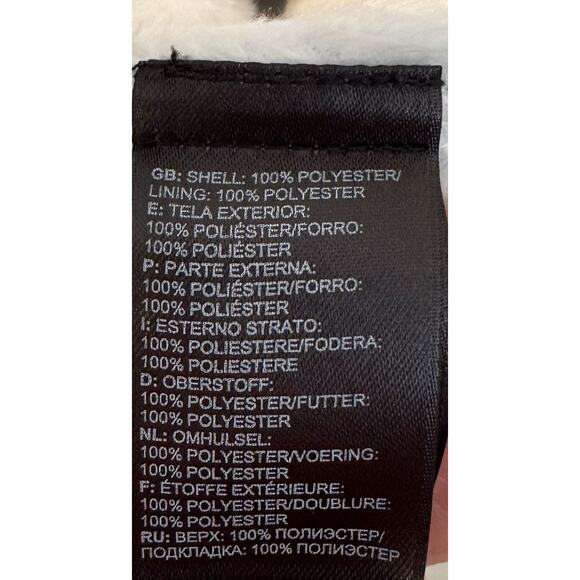 GB: SHELL: 100% POLYESTER/
LINING: 100% POLYESTER
E: TELA EXTERIOR:
100% POLIÉSTER/FORRO:
100% POLIÉSTER
P: PARTE EXTERNA:
100% POLIÉSTER/FORRO:
100% POLIÉSTER
I: ESTERNO STRATO:
100% POLIESTERE/FODERA:
100% POLIESTERE
D: OBERSTOFF:
100% POLYESTER/FUTTER:
100% POLYESTER
NL: OMHULSEL:
100% POLYESTER/VOERING:
100% POLYESTER
F: ÉTOFFE EXTÉRIEURE:
100% POLYESTER/DOUBLURE:
100% POLYESTER
RU: ВЕРХ: 100% ПОЛИЭСТЕР/
ПОДКЛАДКА: 100% ПОЛИЭСТЕР